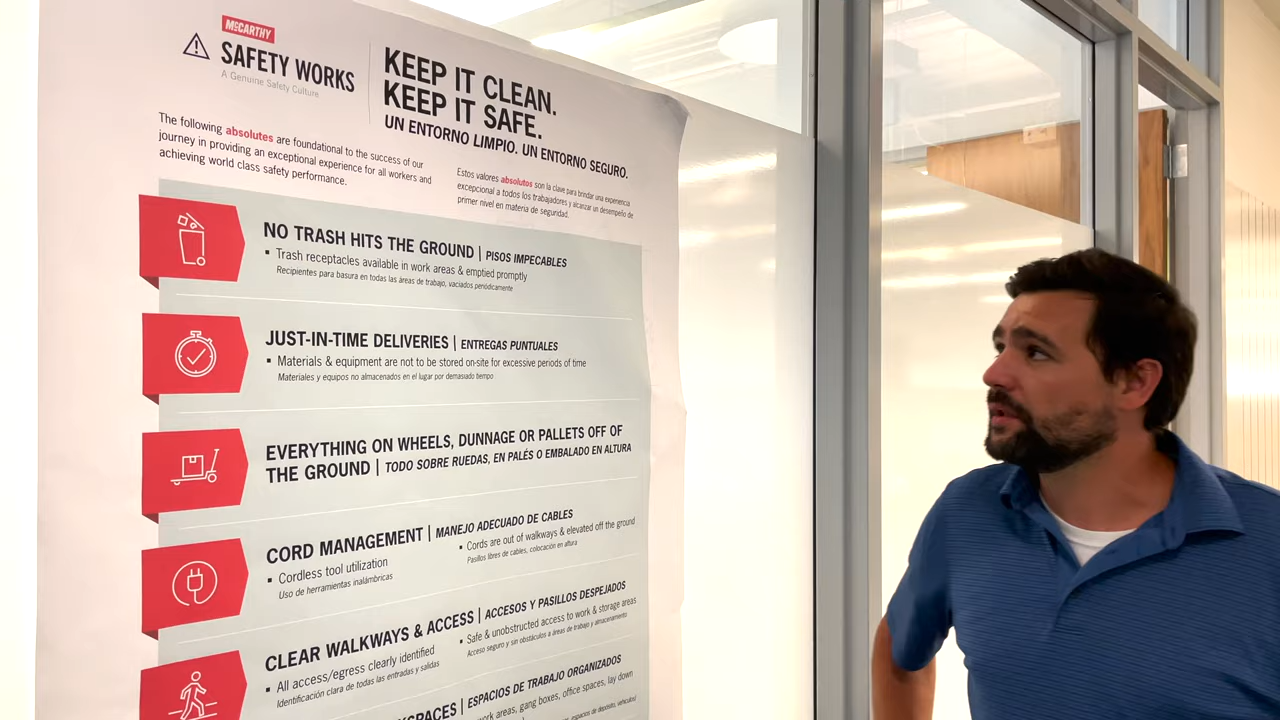 McCARTHY
SAFETY WORKS
A Genuine Safety Culture.
KEEP IT CLEAN.
KEEP IT SAFE.
UN ENTORNO LIMPIO. UN ENTORNO SEGURO.
The following absolutes are foundational to the success of our
journey in providing an exceptional experience for all workers and
achieving world class safety performance.
Estos valores absolutos son la clave para brindar una experiencia
excepcional a todos los trabajadores y alcanzar un desempeño de
primer nivel en materia de seguridad.
NO TRASH HITS THE GROUND | PISOS IMPECABLES
▪ Trash receptacles available in work areas & emptied promptly
Recipientes para basura en todas las áreas de trabajo, vaciados periódicamente
JUST-IN-TIME DELIVERIES | ENTREGAS PUNTUALES
▪ Materials & equipment are not to be stored on-site for excessive periods of time
Materiales y equipos no almacenados en el lugar por demasiado tiempo
EVERYTHING ON WHEELS, DUNNAGE OR PALLETS OFF OF
THE GROUND | TODO SOBRE RUEDAS, EN PALÉS O EMBALADO EN ALTURA
CORD MANAGEMENT | MANEJO ADECUADO DE CABLES
▪ Cordless tool utilization
Uso de herramientas inalámbricas
▪ Cords are out of walkways & elevated off the ground
Pasillos libres de cables, colocación en altura
CLEAR WALKWAYS & ACCESS | ACCESOS Y PASILLOS DESPEJADOS
▪ All access/egress clearly identified
Identificación clara de todas las entradas y salidas
▪ Safe & unobstructed access to work & storage areas
Acceso seguro y sin obstáculos a áreas de trabajo y almacenamiento
| ESPACIOS DE TRABAJO ORGANIZADOS
areas, gang boxes, office spaces, lay down
espacios de depósito, vehículos/